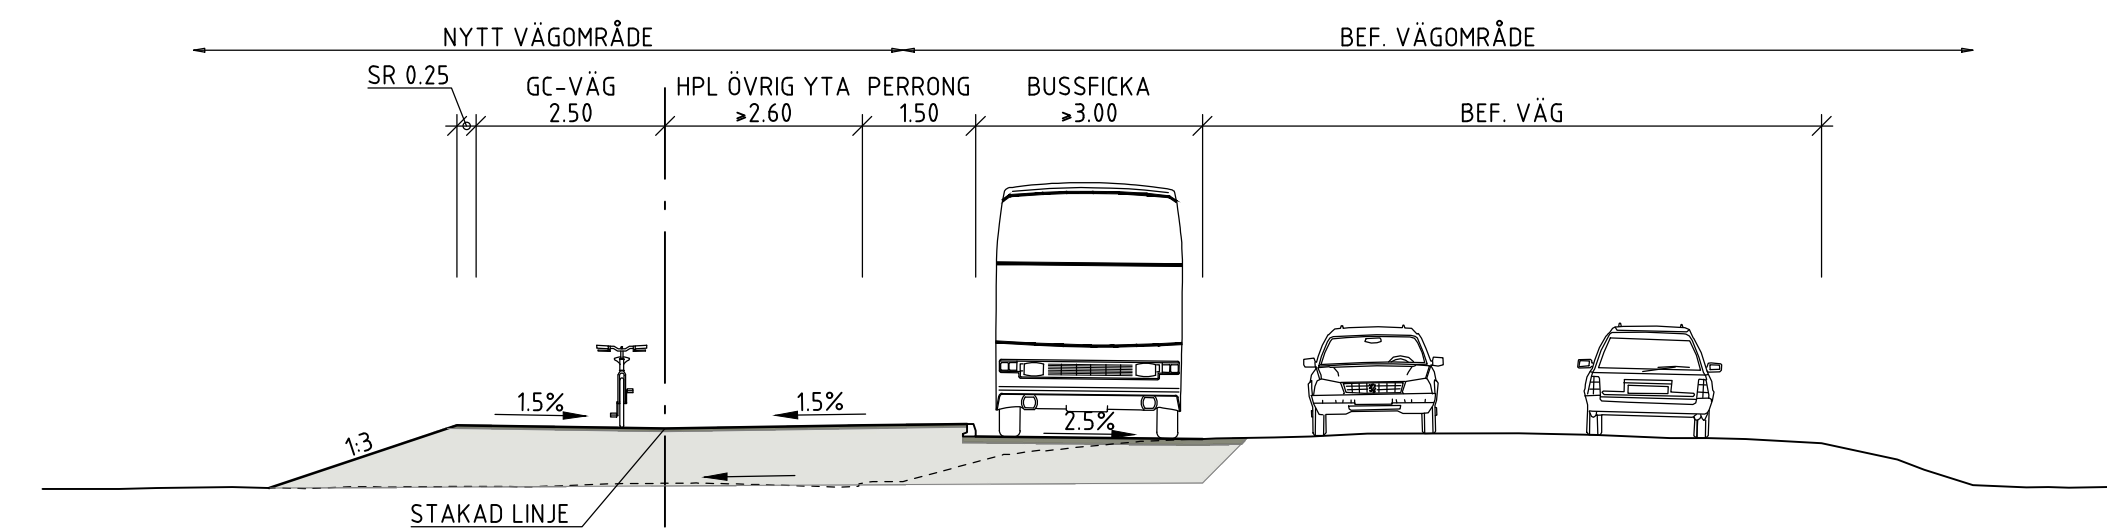 NYTT VÄGOMRÅDE
BEF. VÄGOMRÅDE
SR 0.25
GC-VÄG
2.50
HPL ÖVRIG YTA
≥2.60
PERRONG
1.50
BUSSFICKA
≥3.00
BEF. VÄG
1:3
1.5%
1.5%
2.5%
STAKAD LINJE